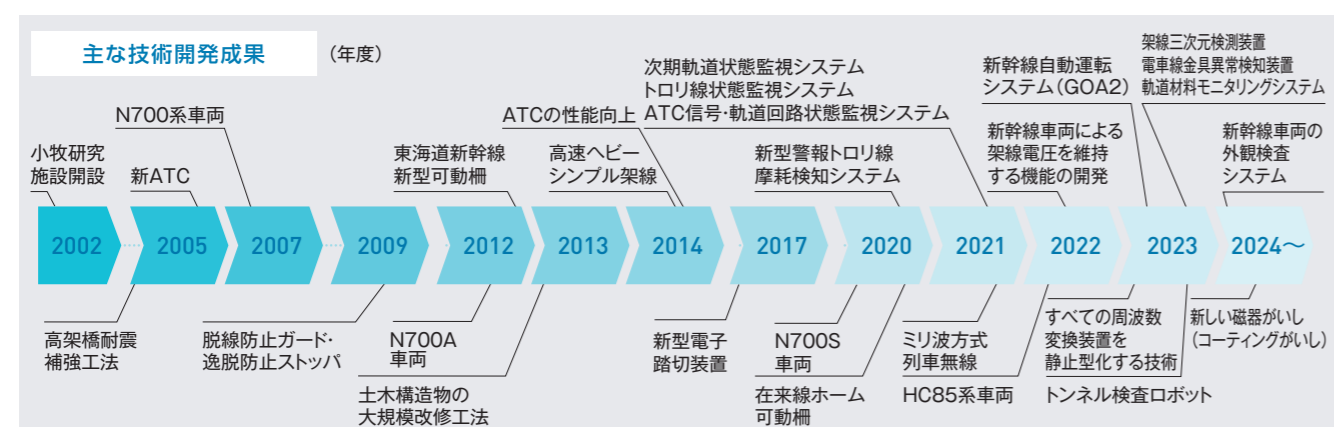 主な技術開発成果
（年度）
N700系車両
小牧研究
施設開設
新ATC
東海道新幹線
新型可動柵
ATCの性能向上
高速ヘビー
シンプル架線
次期軌道状態監視システム
トロリ線状態監視システム
ATC信号・軌道回路状態監視システム
新型警報トロリ線
摩耗検知システム
新幹線自動運転
システム（GOA2）
新幹線車両による
架線電圧を維持
する機能の開発
架線三次元検測装置
電車線金具異常検知装置
軌道材料モニタリングシステム
新幹線車両の
外観検査
システム
2002
2005
2007
2009
2012
2013
2014
2017
2020
2021
2022
2023
2024～
高架橋耐震
補強工法
脱線防止ガード・
逸脱防止ストッパ
N700A
車両
土木構造物の
大規模改修工法
新型電子
踏切装置
N700S
車両
在来線ホーム
可動柵
ミリ波方式
列車無線
HC85系車両
すべての周波数
変換装置を
静止型化する技術
トンネル検査ロボット
新しい磁器がいし
（コーティングがいし）